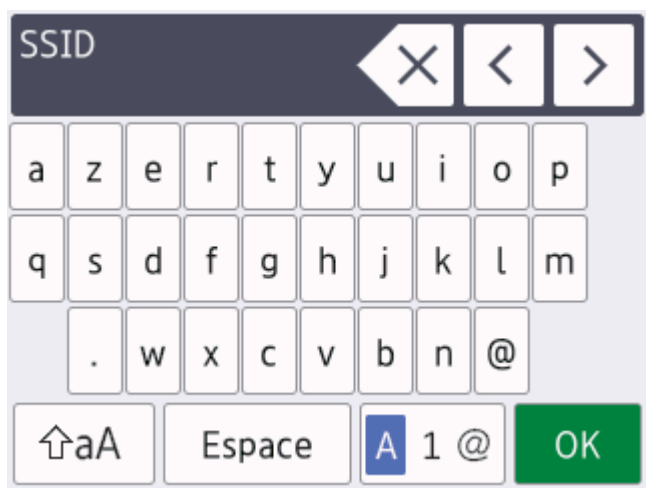 SSID
a z e r t y u i o p
q s d f g h j k l m
. w x c v b n @
aA Espace A 1 @ OK